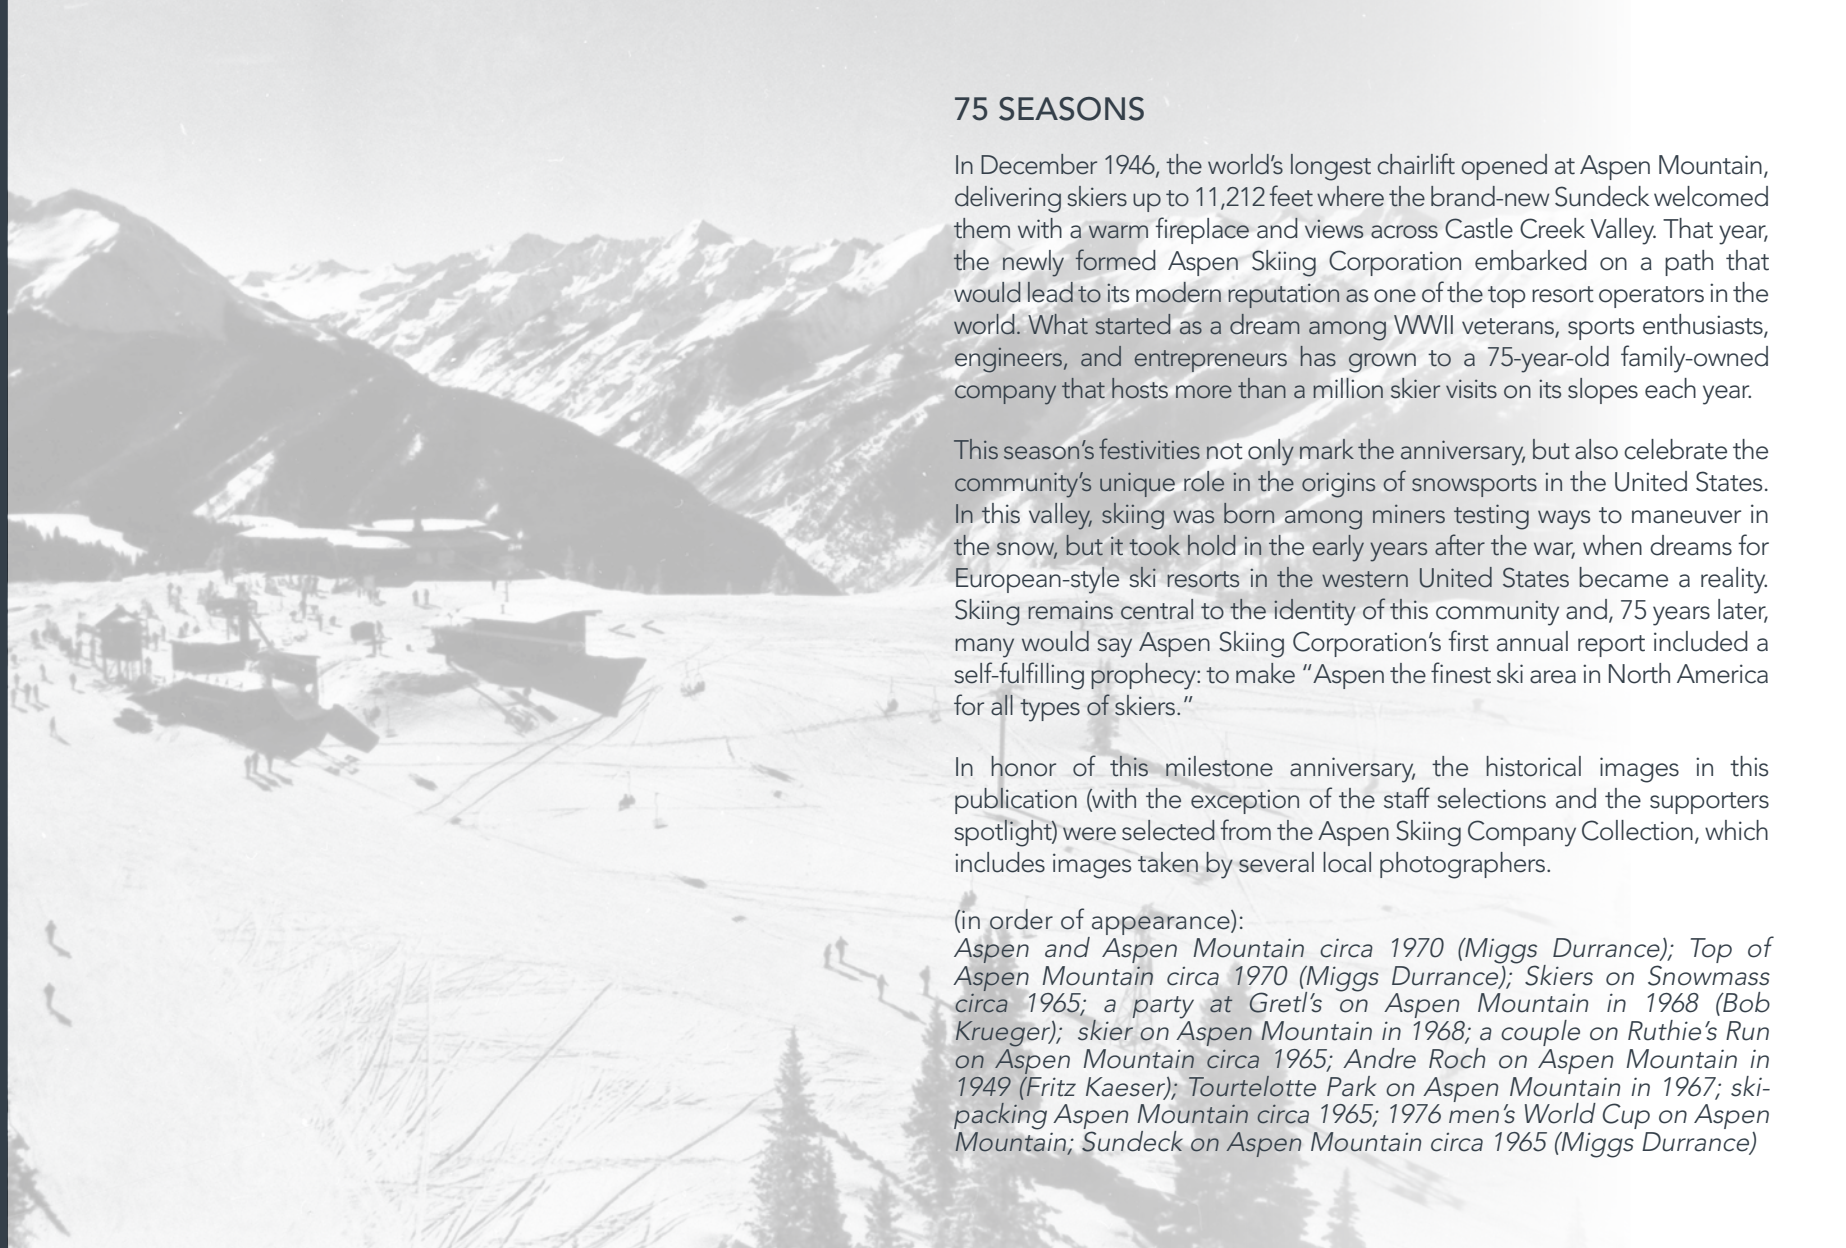 75 SEASONS
In December 1946, the world's longest chairlift opened at Aspen Mountain,
delivering skiers up to 11,212 feet where the brand-new Sundeck welcomed
them with a warm fireplace and views across Castle Creek Valley. That year,
the newly formed Aspen Skiing Corporation embarked on a path that
would lead to its modern reputation as one of the top resort operators in the
world. What started as a dream among WWII veterans, sports enthusiasts,
engineers, and entrepreneurs has grown to a 75-year-old family-owned
company that hosts more than a million skier visits on its slopes each year.
This season's festivities not only mark the anniversary, but also celebrate the
community's unique role in the origins of snowsports in the United States.
In this valley, skiing was born among miners testing ways to maneuver in
the snow, but it took hold in the early years after the war, when dreams for
European-style ski resorts in the western United States became a reality.
Skiing remains central to the identity of this community and, 75 years later,
many would say Aspen Skiing Corporation's first annual report included a
self-fulfilling prophecy: to make “Aspen the finest ski area in North America
for all types of skiers.”
In honor of this milestone anniversary, the historical images in this
publication (with the exception of the staff selections and the supporters
spotlight) were selected from the Aspen Skiing Company Collection, which
includes images taken by several local photographers.
(in order of appearance):
Aspen and Aspen Mountain circa 1970 (Miggs Durrance); Top of
Aspen Mountain circa 1970 (Miggs Durrance); Skiers on Snowmass
circa 1965; a party at Gretl's on Aspen Mountain in 1968 (Bob
Krueger); skier on Aspen Mountain in 1968; a couple on Ruthie's Run
on Aspen Mountain circa 1965; Andre Roch on Aspen Mountain in
1949 (Fritz Kaeser); Tourtelotte Park on Aspen Mountain in 1967; ski-
packing Aspen Mountain circa 1965; 1976 men's World Cup on Aspen
Mountain; Sundeck on Aspen Mountain circa 1965 (Miggs Durrance)